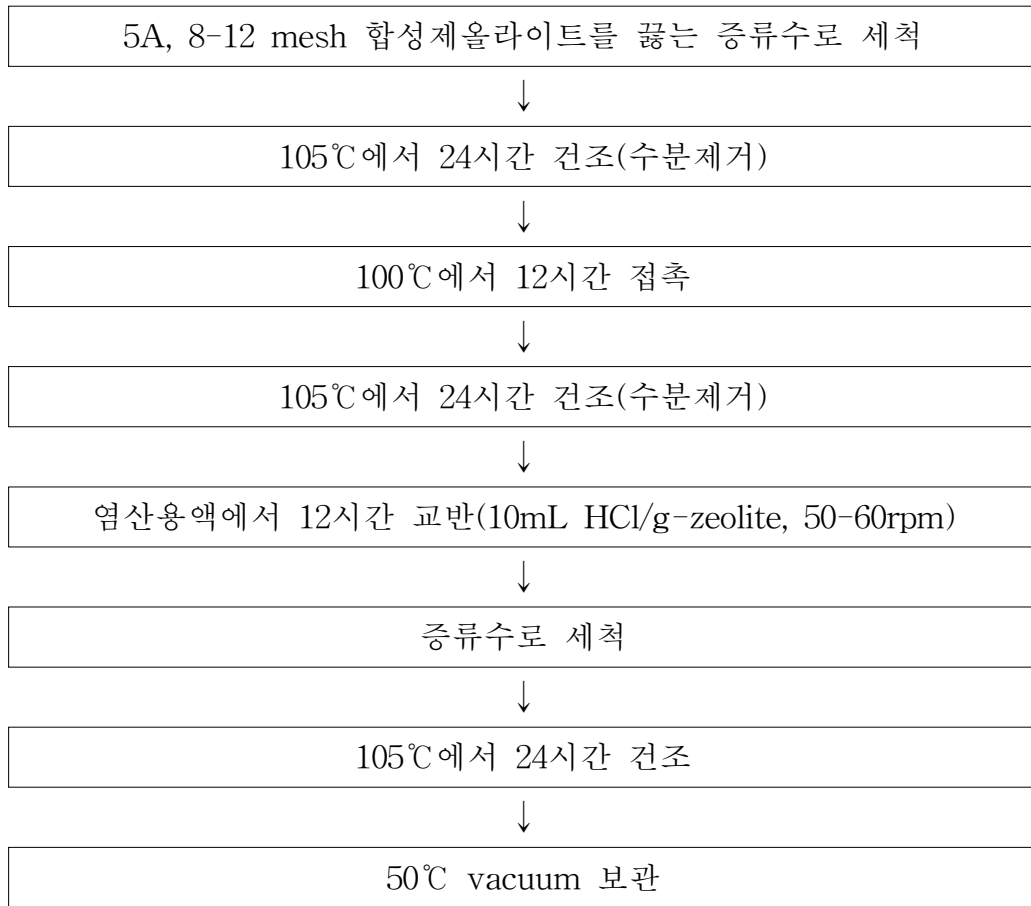 5A, 8-12 mesh 합성제올라이트를 끓는 증류수로 세척
↓
105℃에서 24시간 건조(수분제거)
↓
100℃에서 12시간 접촉
↓
105℃에서 24시간 건조(수분제거)
↓
염산용액에서 12시간 교반(10mL HCl/g-zeolite, 50-60rpm)
↓
증류수로 세척
↓
105℃에서 24시간 건조
↓
50℃ vacuum 보관